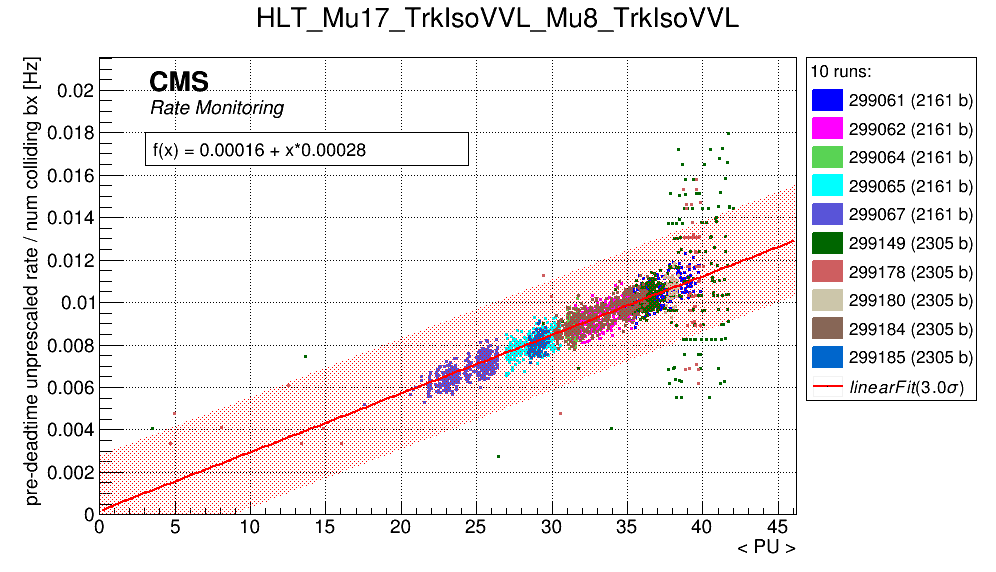 HLT_Mu17_TrkIsoVVL_Mu8_TrkIsoVVL
pre-deadtime unprescaled rate / num colliding bx [Hz]
0.02
0.018
0.016
0.014
0.012
0.01
0.008
0.006
0.004
0.002
0
CMS
Rate Monitoring
f(x) = 0.00016 + x*0.00028
0 5 10 15 20 25 30 35 40 45
< PU >
10 runs:
299061 (2161 b)
299062 (2161 b)
299064 (2161 b)
299065 (2161 b)
299067 (2161 b)
299149 (2305 b)
299178 (2305 b)
299180 (2305 b)
299184 (2305 b)
299185 (2305 b)
linearFit(3.0σ)